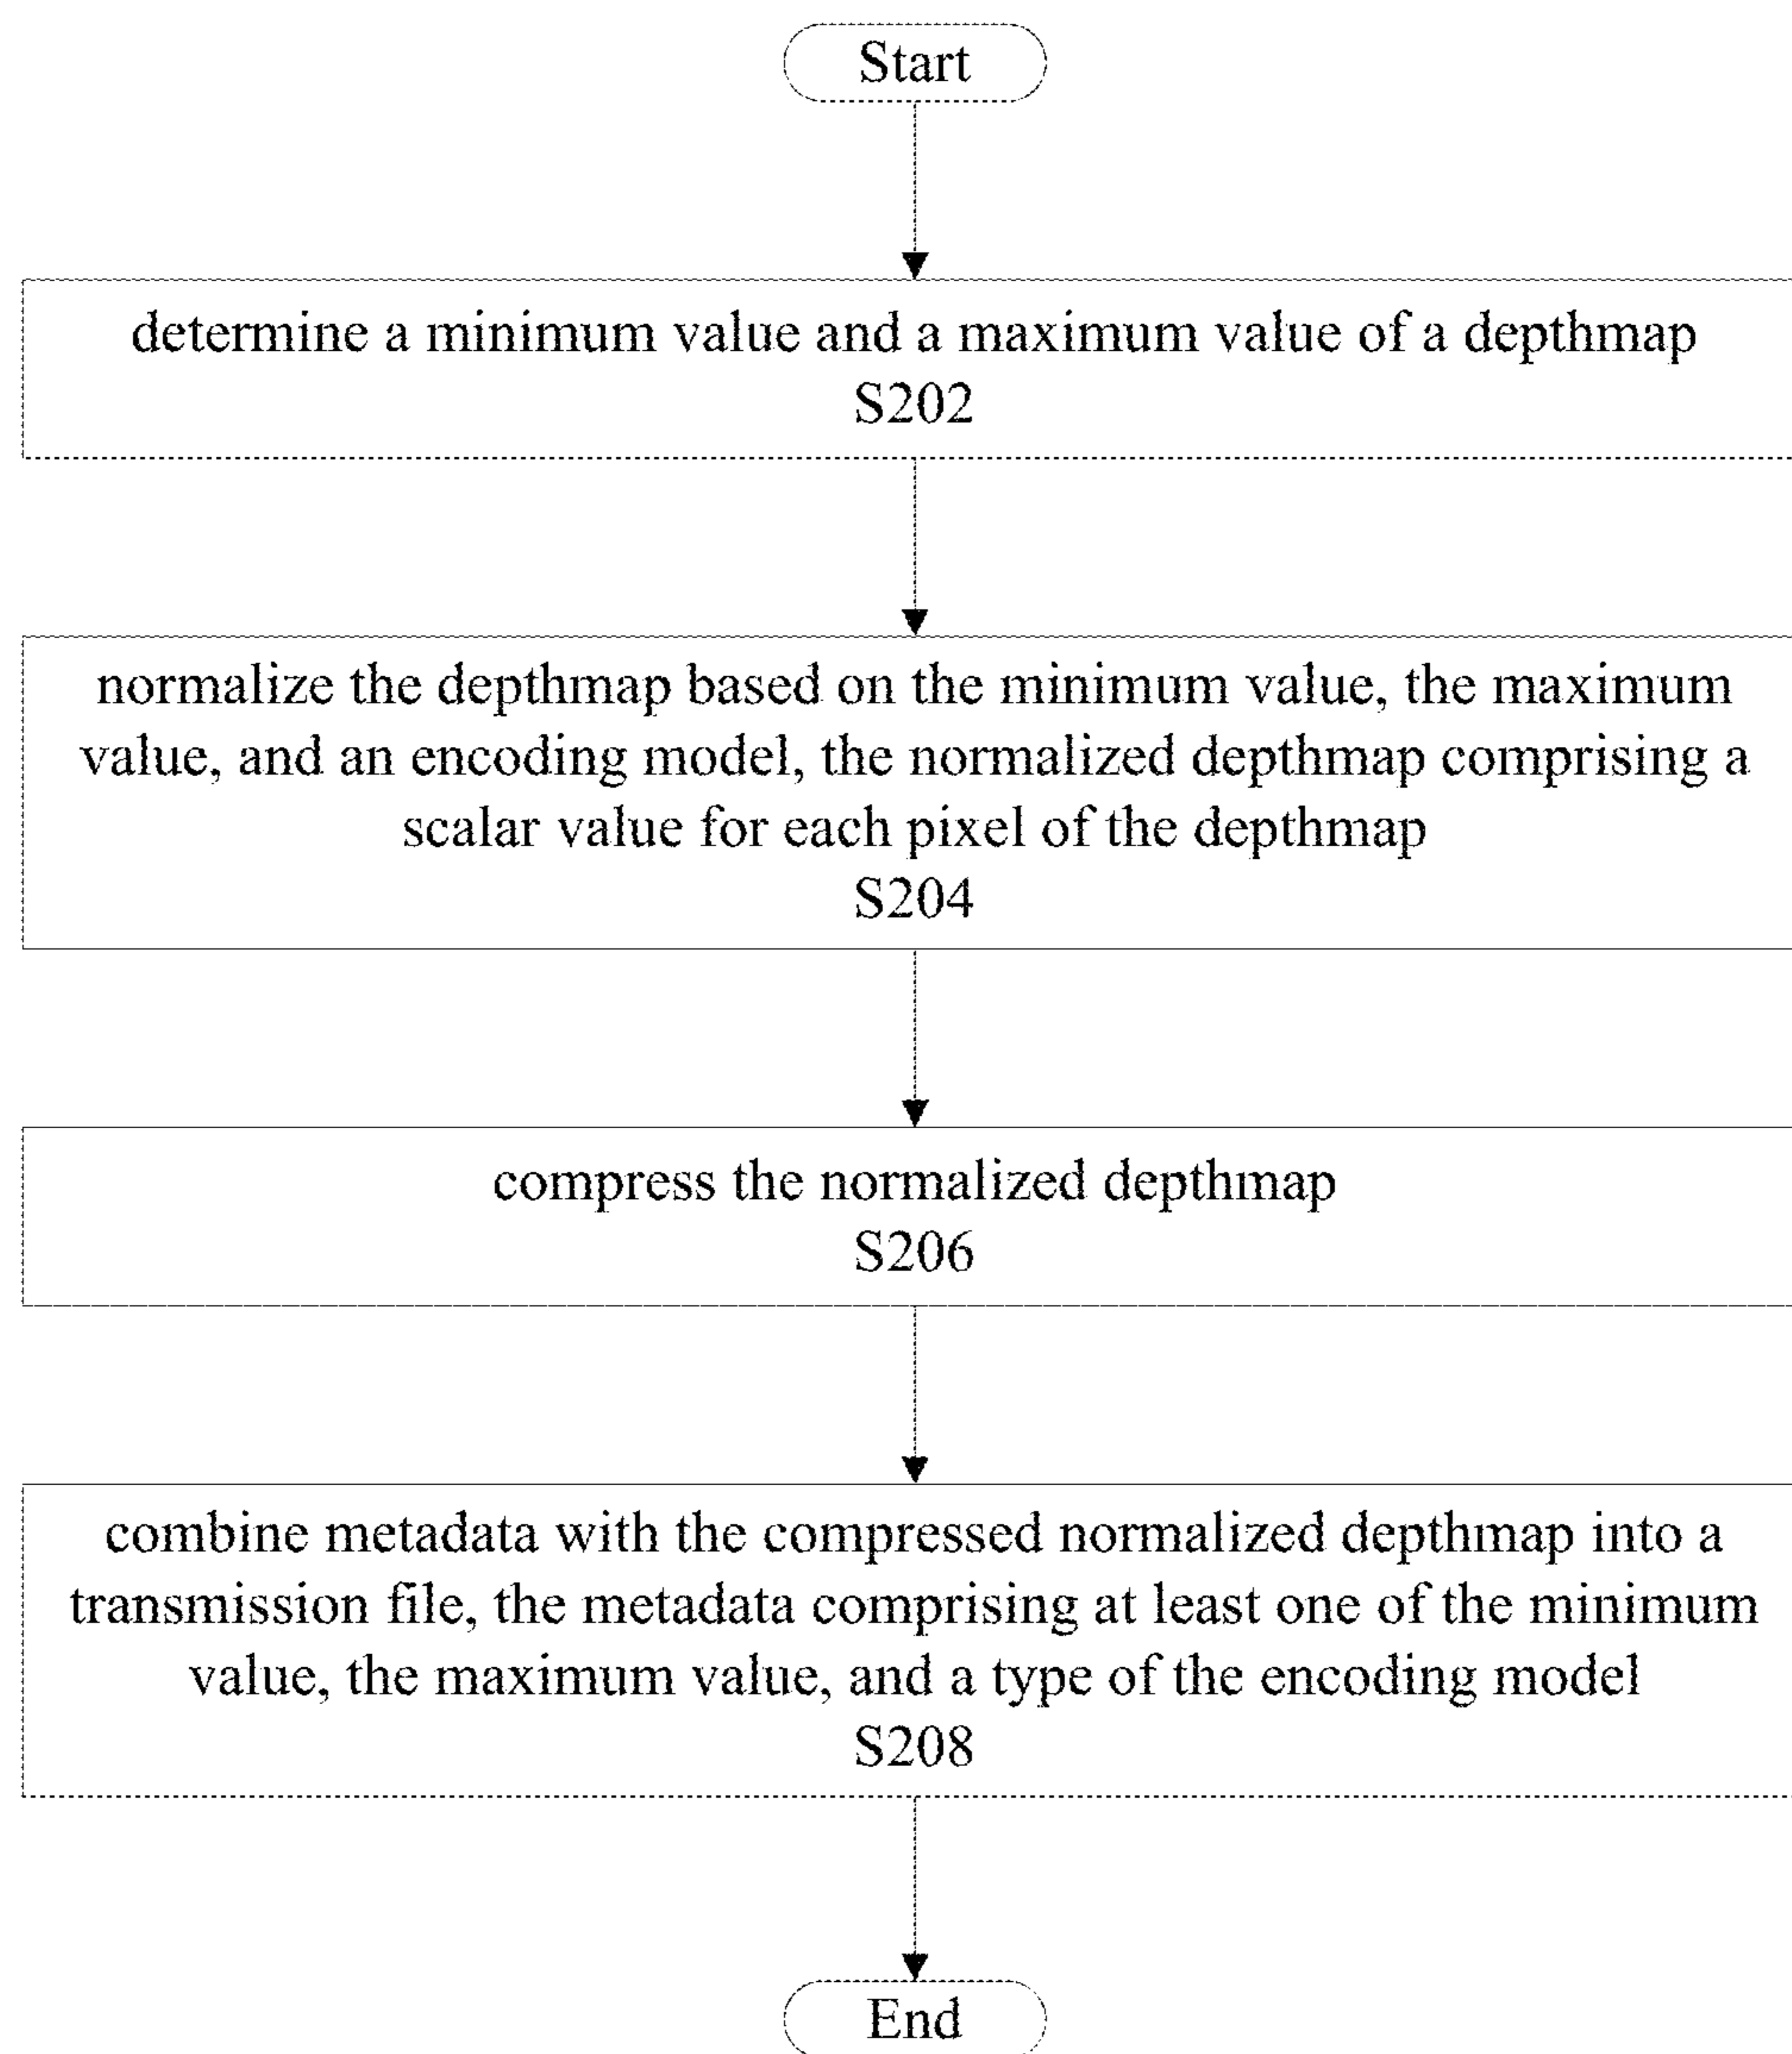 Start
determine a minimum value and a maximum value of a depthmap
S202
normalize the depthmap based on the minimum value, the maximum
value, and an encoding model, the normalized depthmap comprising a
scalar value for each pixel of the depthmap
S204
compress the normalized depthmap
S206
combine metadata with the compressed normalized depthmap into a
transmission file, the metadata comprising at least one of the minimum
value, the maximum value, and a type of the encoding model
S208
End